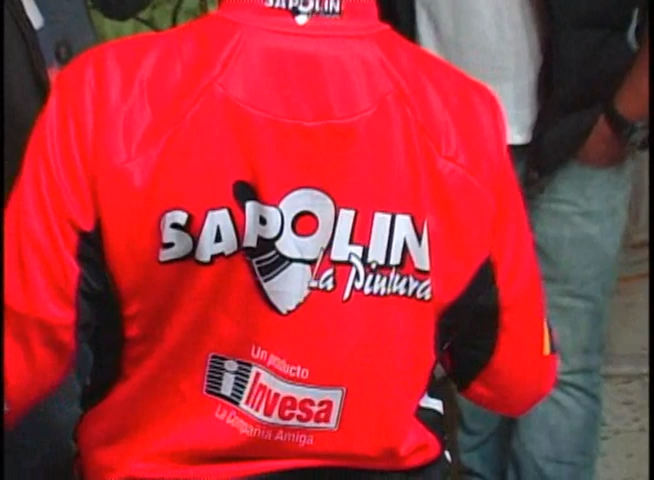 SAPOLIN
SAPOLIN
La Pintura
Un producto
i Invesa
La Compañía Amiga